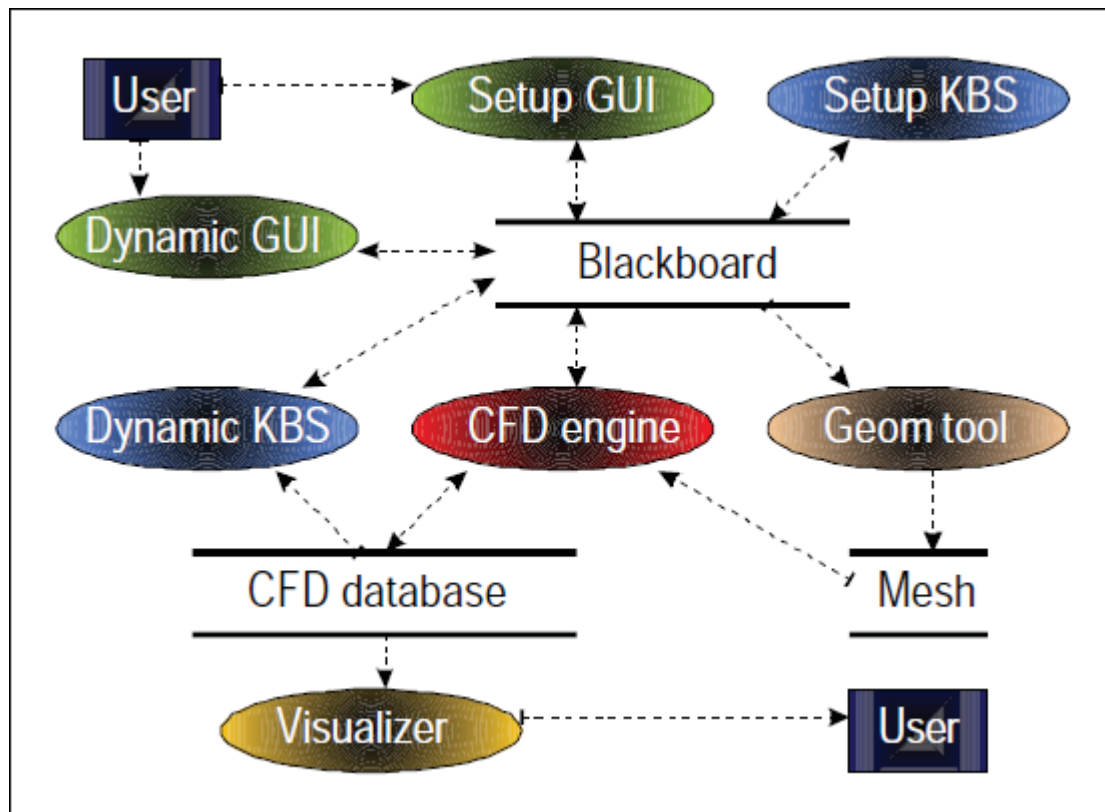 User
Setup GUI
Setup KBS
Dynamic GUI
Blackboard
Dynamic KBS
CFD engine
Geom tool
CFD database
Mesh
Visualizer
User